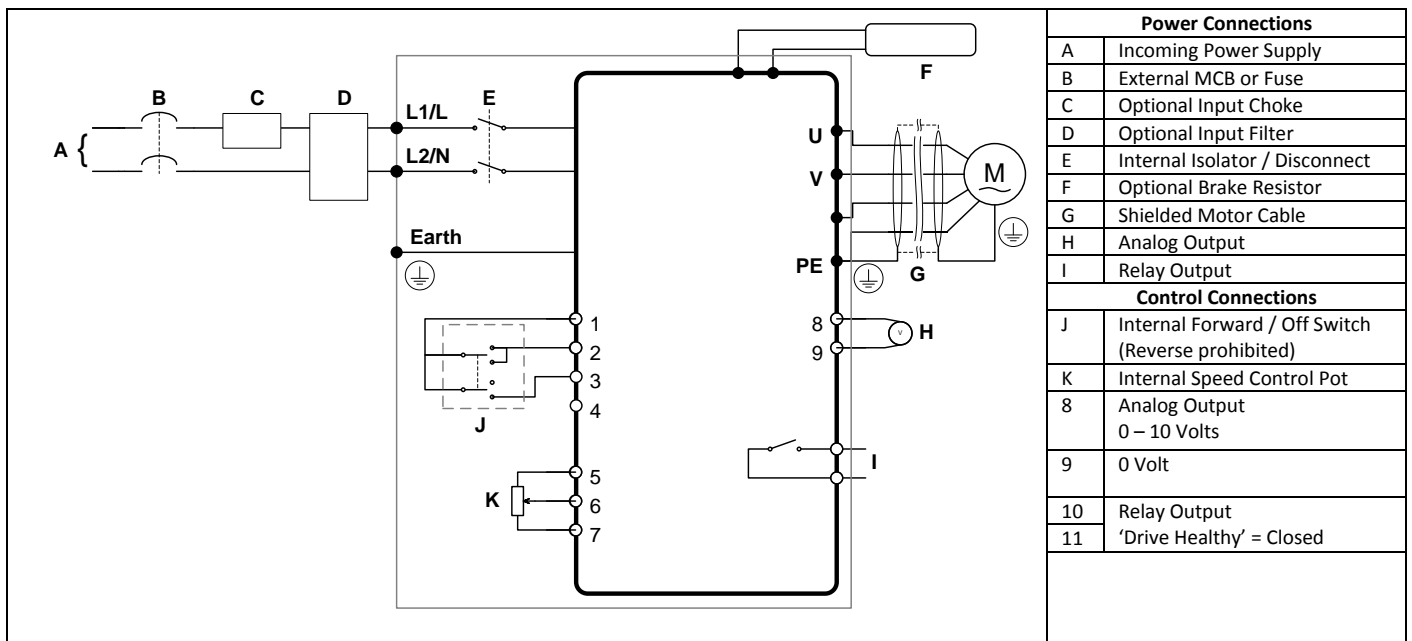 B
C
D
A {
L1/L
E
L2/N
Earth
F
U
V
M
PE
G
1
2
3
4
J
8
9
V
H
5
6
7
K
I
Power Connections
A Incoming Power Supply
B External MCB or Fuse
C Optional Input Choke
D Optional Input Filter
E Internal Isolator / Disconnect
F Optional Brake Resistor
G Shielded Motor Cable
H Analog Output
I Relay Output
Control Connections
J Internal Forward / Off Switch
(Reverse prohibited)
K Internal Speed Control Pot
8 Analog Output
0 – 10 Volts
9 0 Volt
10 Relay Output
11 ‘Drive Healthy’ = Closed